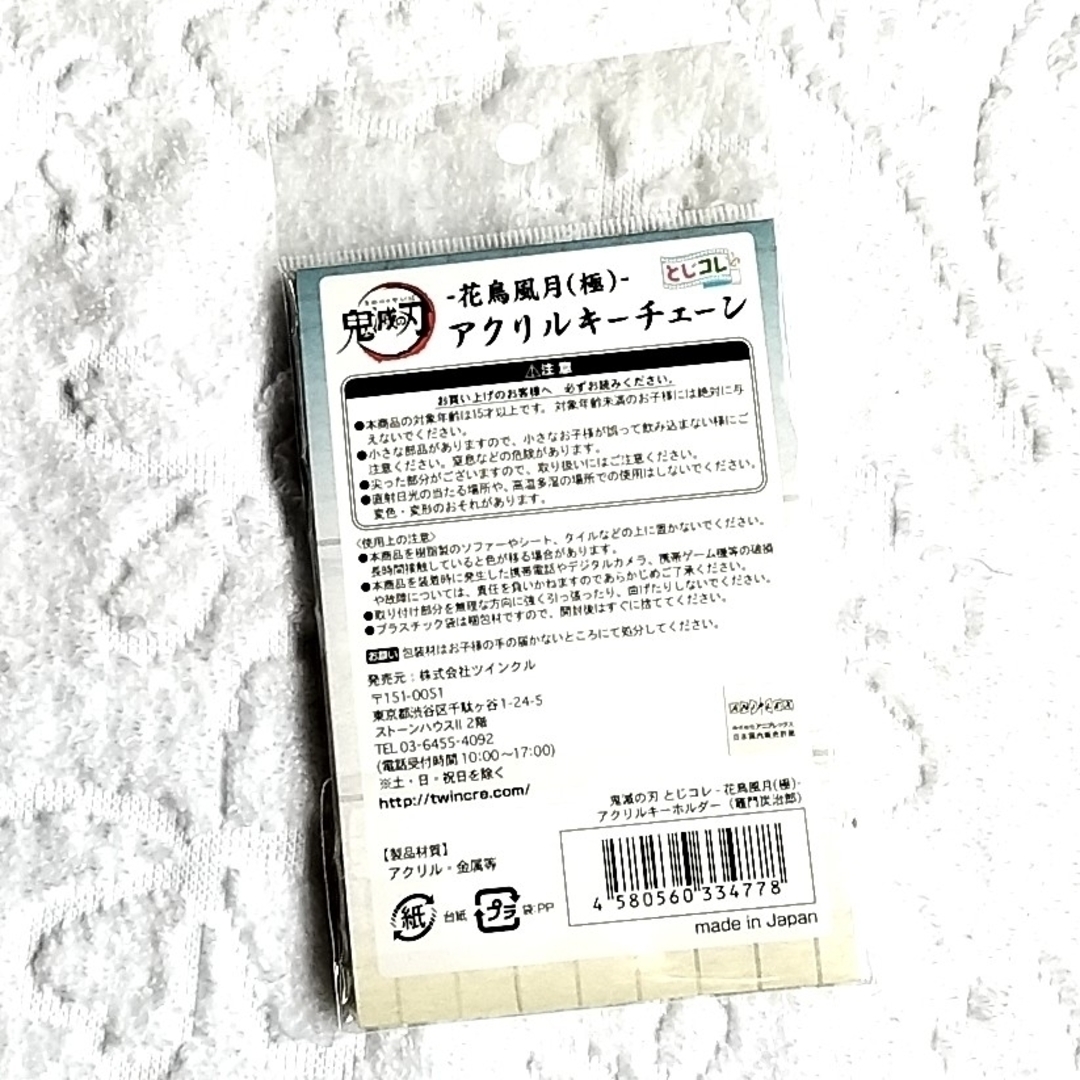 鬼滅の刃
-花鳥風月(極)-
とじコレ
アクリルキーチェーン
⚠注意
お買い上げのお客様へ 必ずお読みください。
●本商品の対象年齢は15才以上です。対象年齢未満のお子様には絶対に与
えないでください。
●小さな部品がありますので、小さなお子様が誤って飲み込まない様にご
注意ください。窒息などの危険があります。
●尖った部分がございますので、取り扱いにはご注意ください。
●直射日光の当たる場所や、高温多湿の場所での使用はしないでください。
変色・変形のおそれがあります。
〈使用上の注意〉
●本商品を樹脂製のソファーやシート、タイルなどの上に置かないでください。
長時間接触していると色が移る場合があります。
●本商品を装着時に発生した携帯電話やデジタルカメラ、携帯ゲーム機等の破損
や故障については、責任を負いかねますのであらかじめご了承ください。
●取り付け部分を無理な方向に強く引っ張ったり、曲げたりしないでください。
●プラスチック袋は梱包材ですので、開封後はすぐに捨ててください。
お願い 包装材はお子様の手の届かないところにて処分してください。
発売元：株式会社ツインクル
〒151-0051
東京都渋谷区千駄ヶ谷1-24-5
ストーンハウスII 2階
TEL 03-6455-4092
(電話受付時間 10:00～17:00)
※土・日・祝日を除く
http://twincre.com/
ANIPLEX
株式会社アニプレックス
日本国内販売許諾
鬼滅の刃 とじコレ -花鳥風月(極)-
アクリルキーホルダー（竈門炭治郎）
【製品材質】
アクリル・金属等
紙 台紙 プラ 袋:PP
4 580560 334778
made in Japan